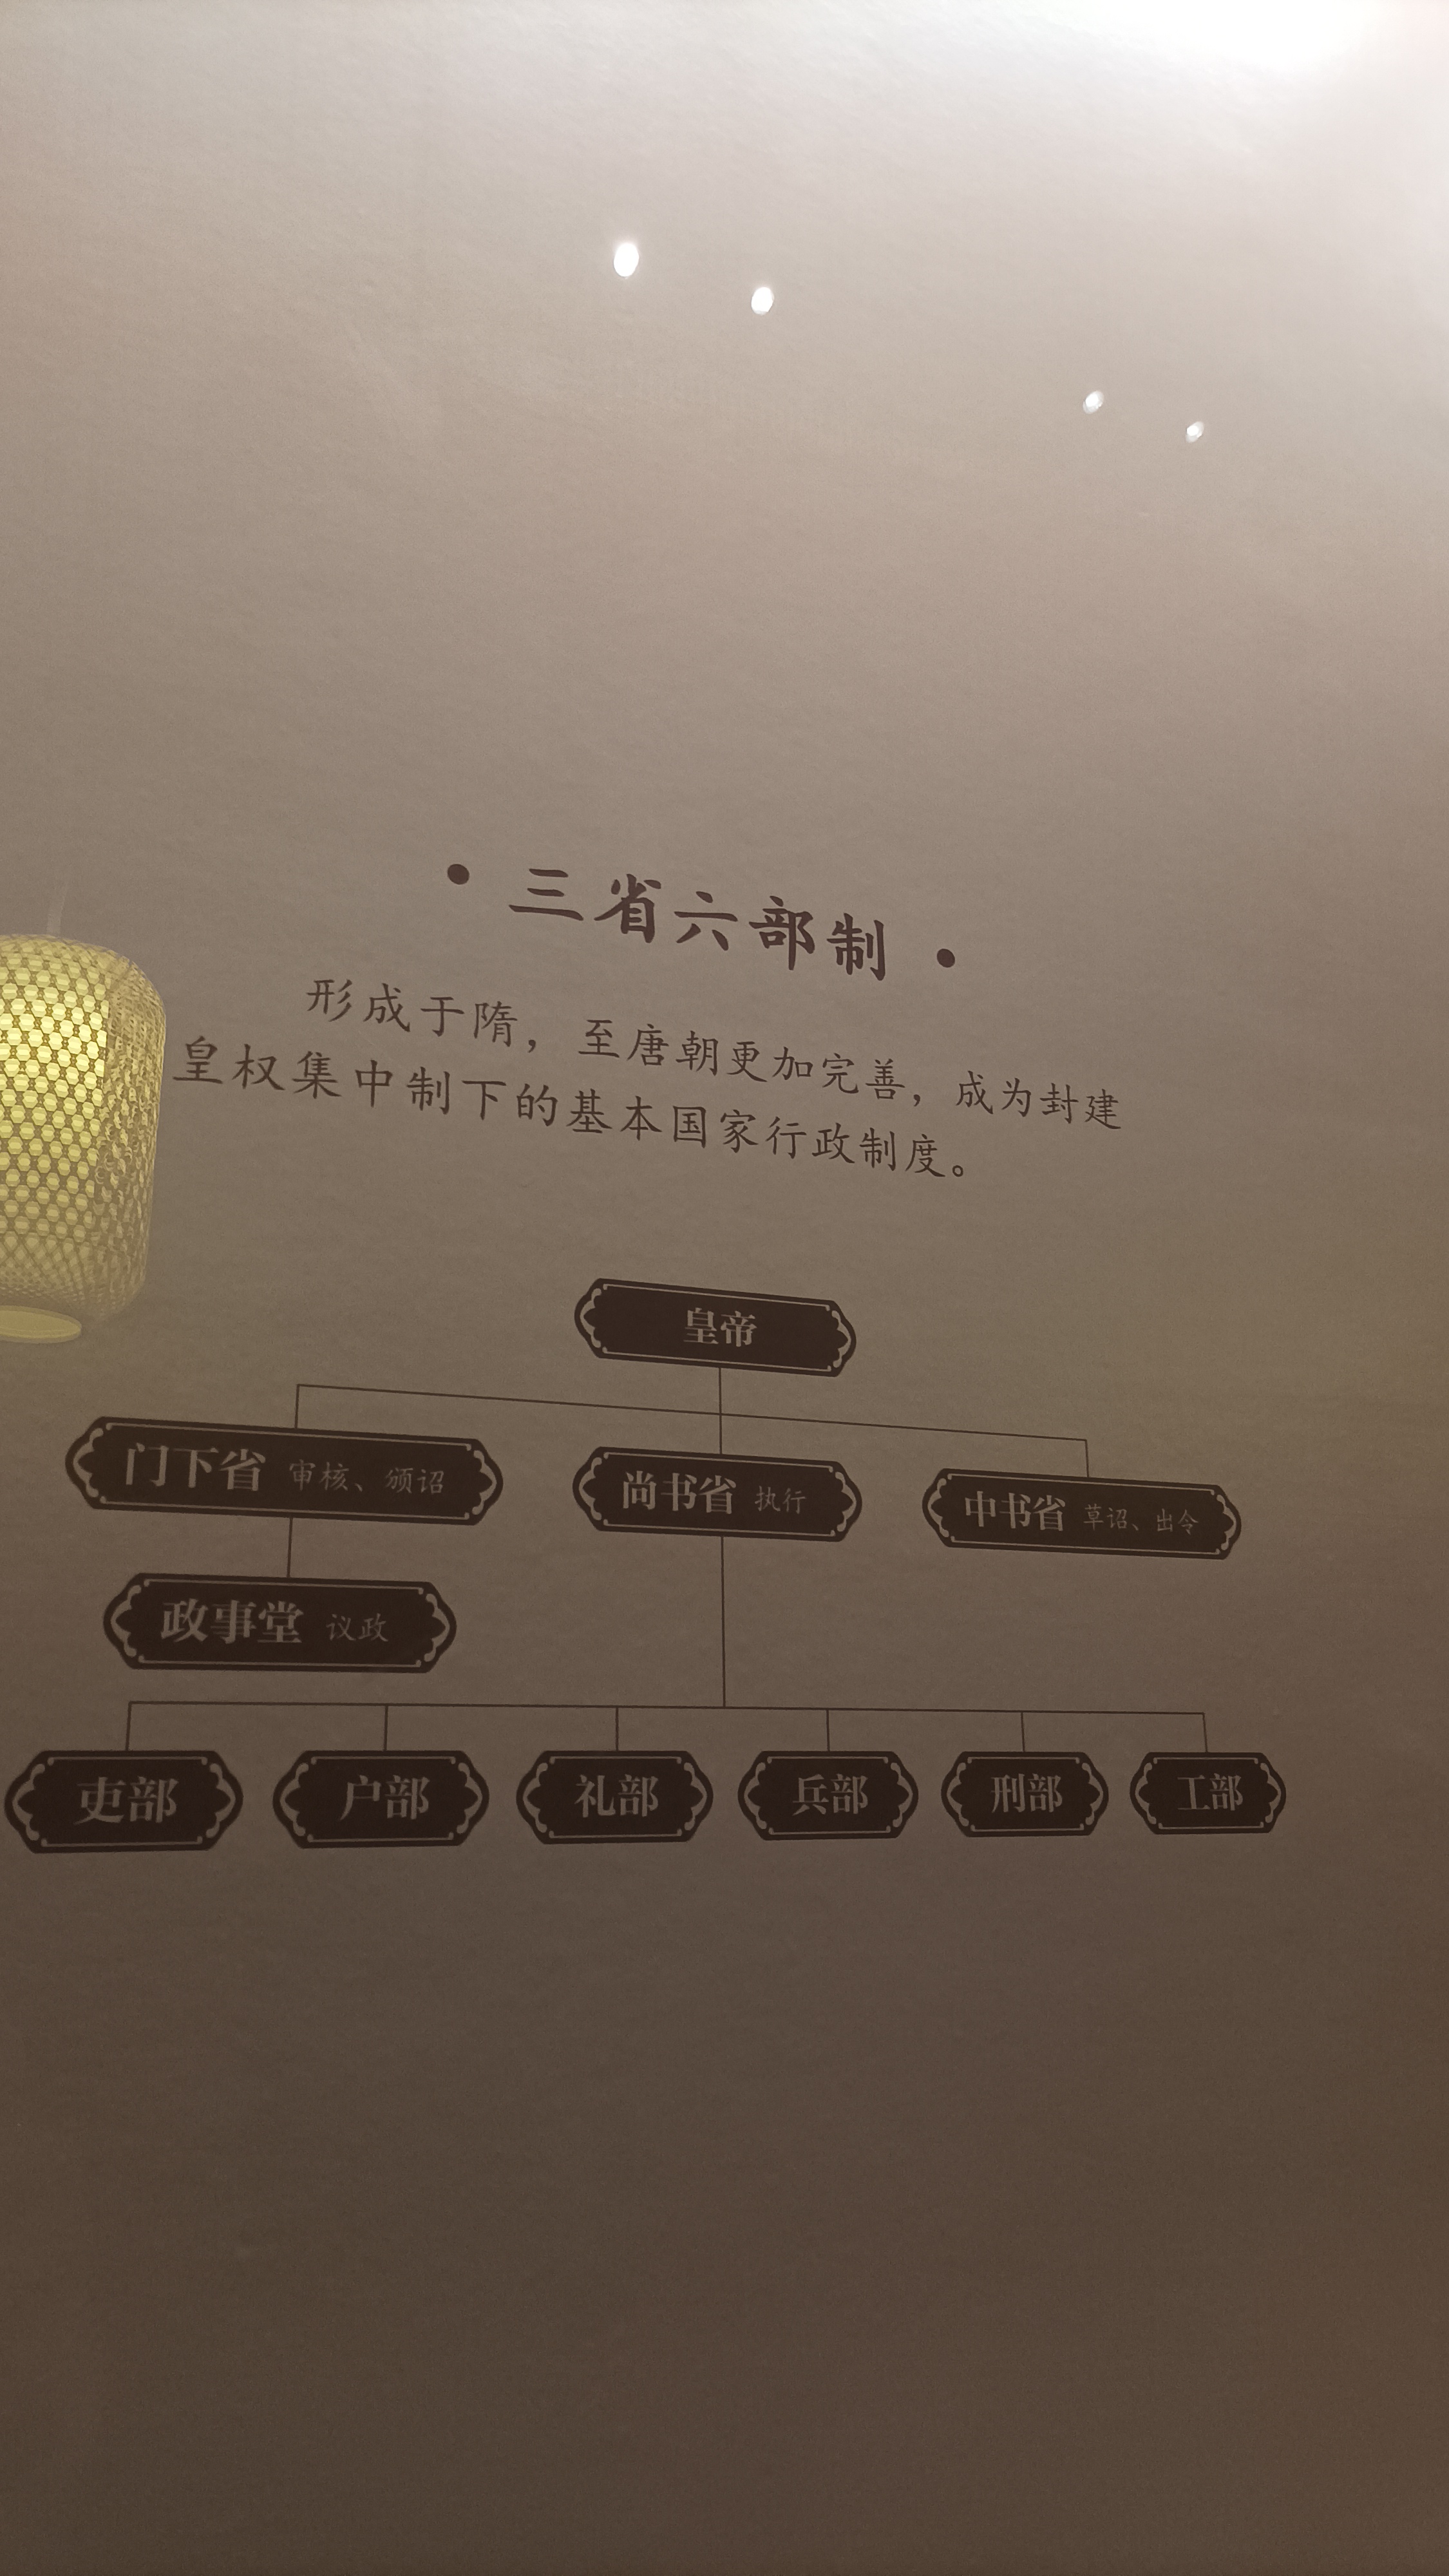 · 三省六部制 ·
形成于隋，至唐朝更加完善，成为封建
皇权集中制下的基本国家行政制度。
皇帝
门下省 审核、颁诏
尚书省 执行
中书省 草诏、出令
政事堂 议政
吏部
户部
礼部
兵部
刑部
工部